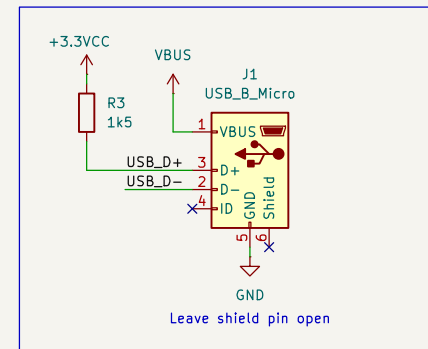 +3.3VCC
VBUS
J1
USB_B_Micro
R3
1k5
1
VBUS
USB_D+
3
D+
USB_D-
2
D-
4
ID
GND
Shield
5
6
GND
Leave shield pin open